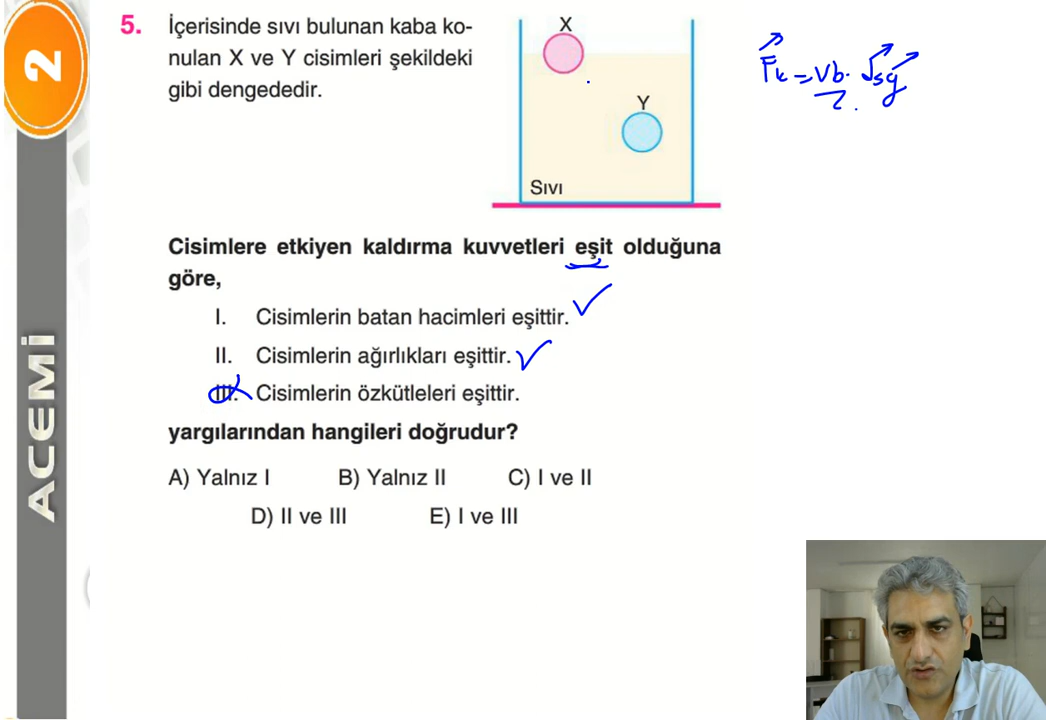 2
ACEMİ
5. İçerisinde sıvı bulunan kaba ko-
nulan X ve Y cisimleri şekildeki
gibi dengededir.
X
Y
Sıvı
Cisimlere etkiyen kaldırma kuvvetleri eşit olduğuna
göre,
I. Cisimlerin batan hacimleri eşittir.
II. Cisimlerin ağırlıkları eşittir.
III. Cisimlerin özkütleleri eşittir.
yargılarından hangileri doğrudur?
A) Yalnız I B) Yalnız II C) I ve II
D) II ve III E) I ve III